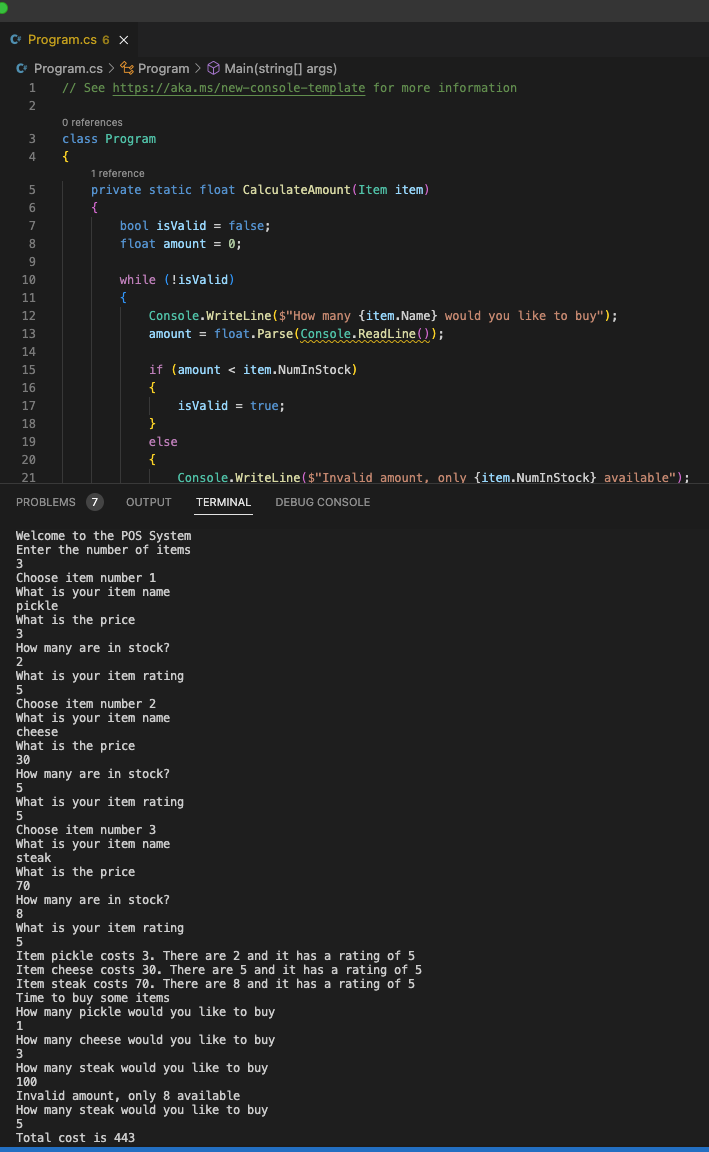 Program.cs 6
Program.cs > Program > Main(string[] args)
1 // See https://aka.ms/new-console-template for more information
2
0 references
3 class Program
4 {
1 reference
5 private static float CalculateAmount(Item item)
6 {
7 bool isValid = false;
8 float amount = 0;
9
10 while (!isValid)
11 {
12 Console.WriteLine($"How many {item.Name} would you like to buy");
13 amount = float.Parse(Console.ReadLine());
14
15 if (amount < item.NumInStock)
16 {
17 isValid = true;
18 }
19 else
20 {
21 Console.WriteLine($"Invalid amount, only {item.NumInStock} available");
PROBLEMS 7 OUTPUT TERMINAL DEBUG CONSOLE
Welcome to the POS System
Enter the number of items
3
Choose item number 1
What is your item name
pickle
What is the price
3
How many are in stock?
2
What is your item rating
5
Choose item number 2
What is your item name
cheese
What is the price
30
How many are in stock?
5
What is your item rating
5
Choose item number 3
What is your item name
steak
What is the price
70
How many are in stock?
8
What is your item rating
5
Item pickle costs 3. There are 2 and it has a rating of 5
Item cheese costs 30. There are 5 and it has a rating of 5
Item steak costs 70. There are 8 and it has a rating of 5
Time to buy some items
How many pickle would you like to buy
1
How many cheese would you like to buy
3
How many steak would you like to buy
100
Invalid amount, only 8 available
How many steak would you like to buy
5
Total cost is 443